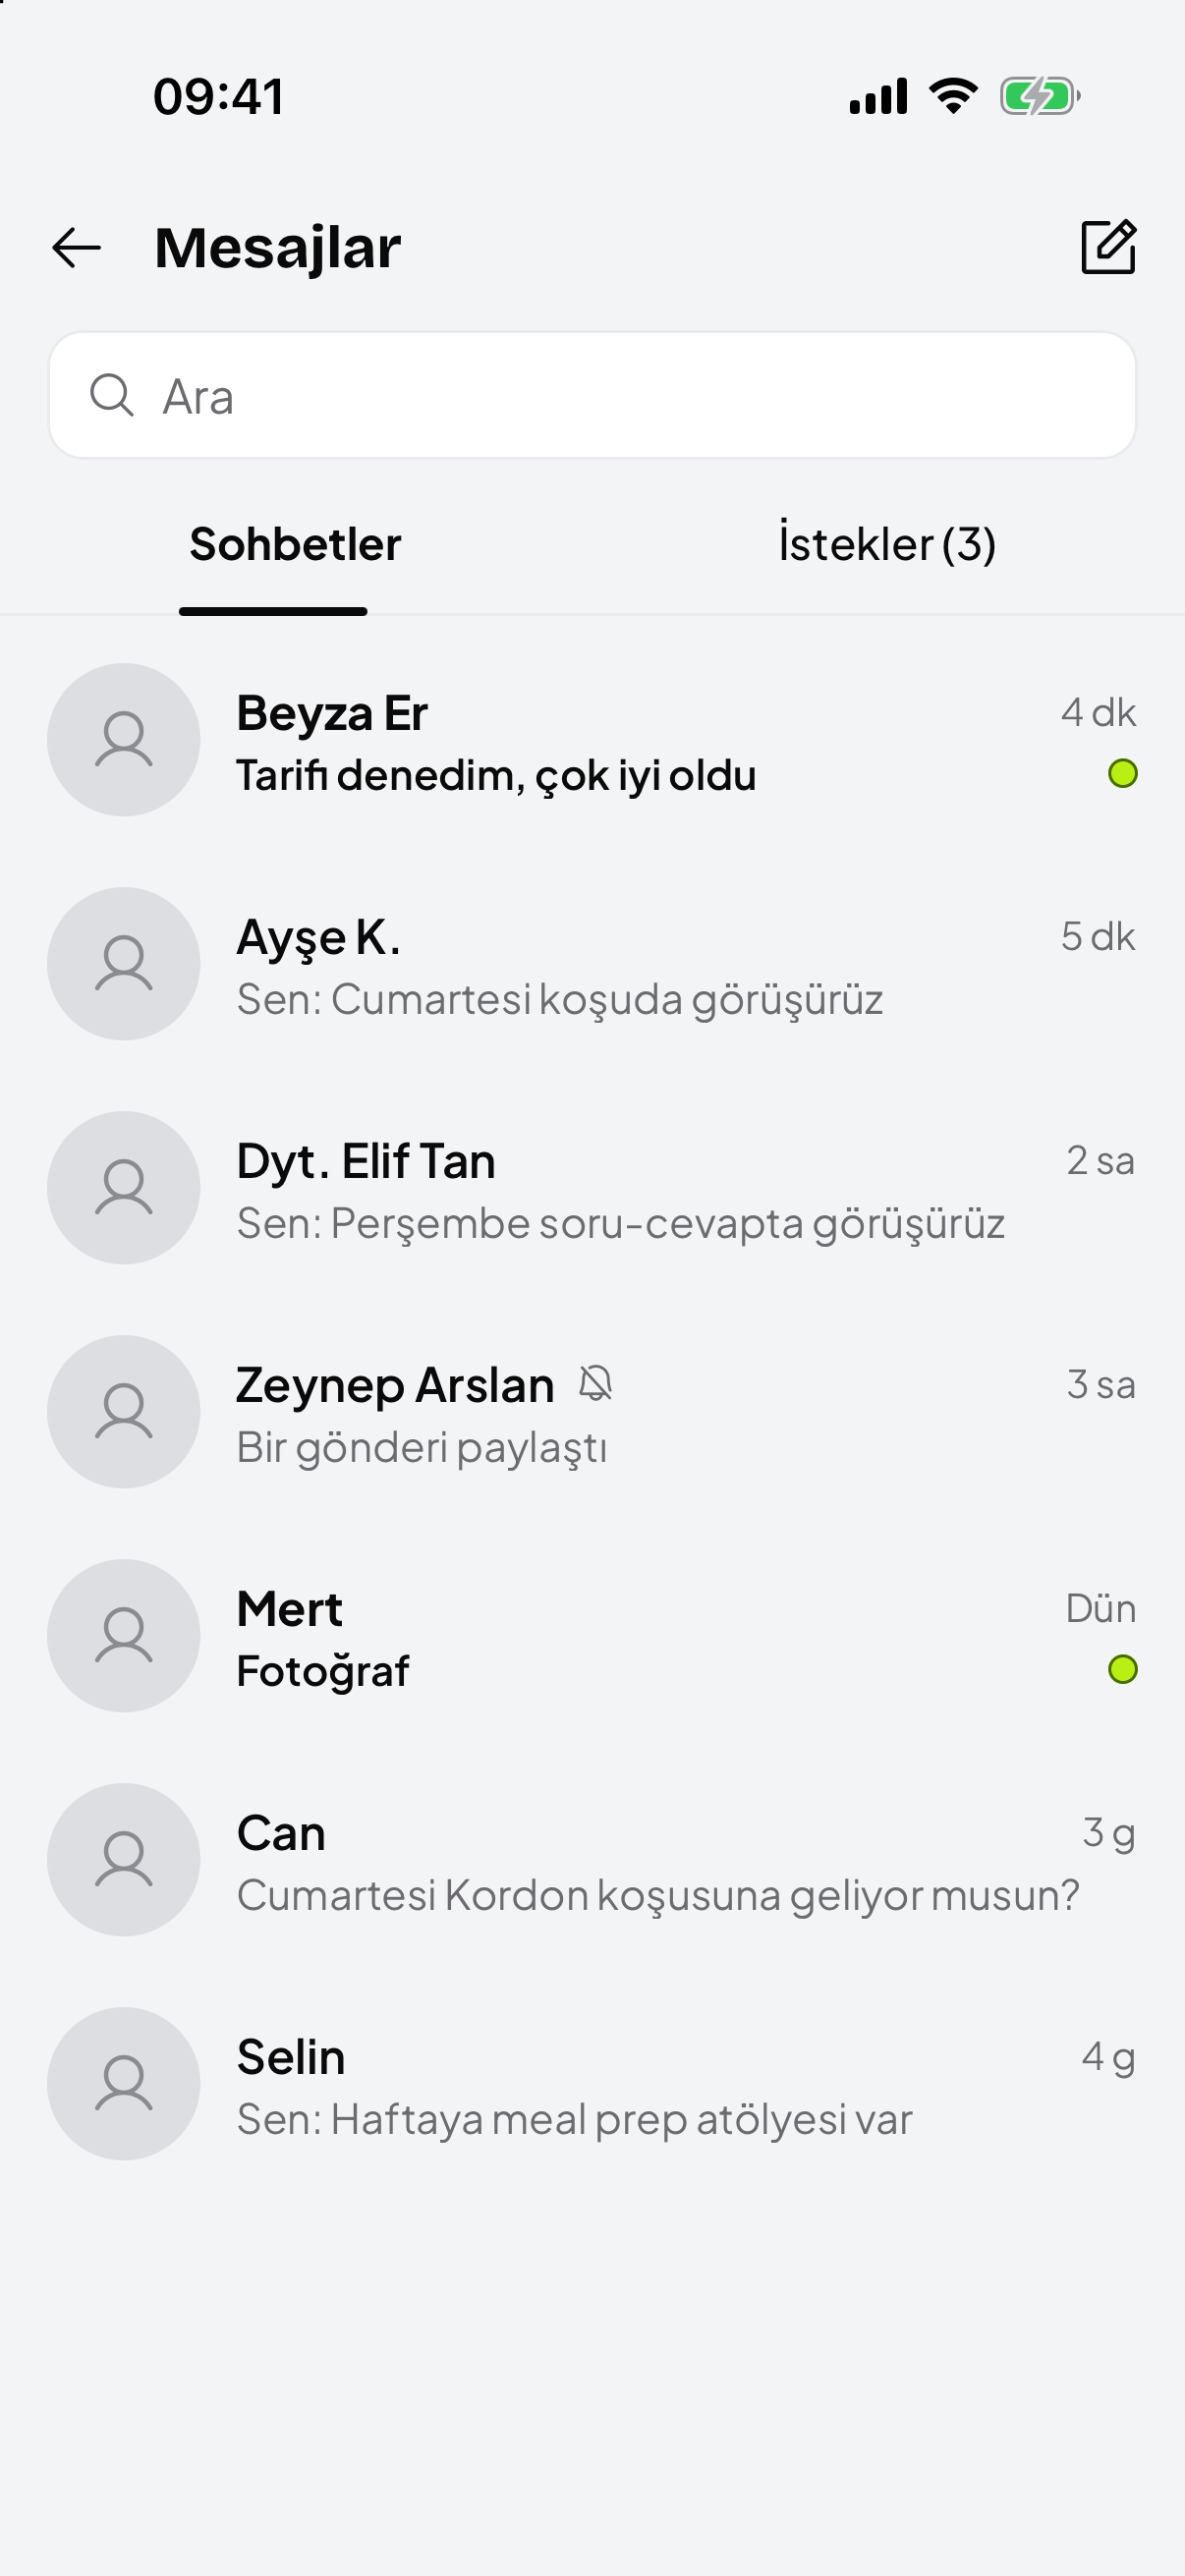 09:41
Mesajlar
Ara
Sohbetler
İstekler (3)
Beyza Er
4 dk
Tarifi denedim, çok iyi oldu
Ayşe K.
5 dk
Sen: Cumartesi koşuda görüşürüz
Dyt. Elif Tan
2 sa
Sen: Perşembe soru-cevapta görüşürüz
Zeynep Arslan
3 sa
Bir gönderi paylaştı
Mert
Dün
Fotoğraf
Can
3 g
Cumartesi Kordon koşusuna geliyor musun?
Selin
4 g
Sen: Haftaya meal prep atölyesi var